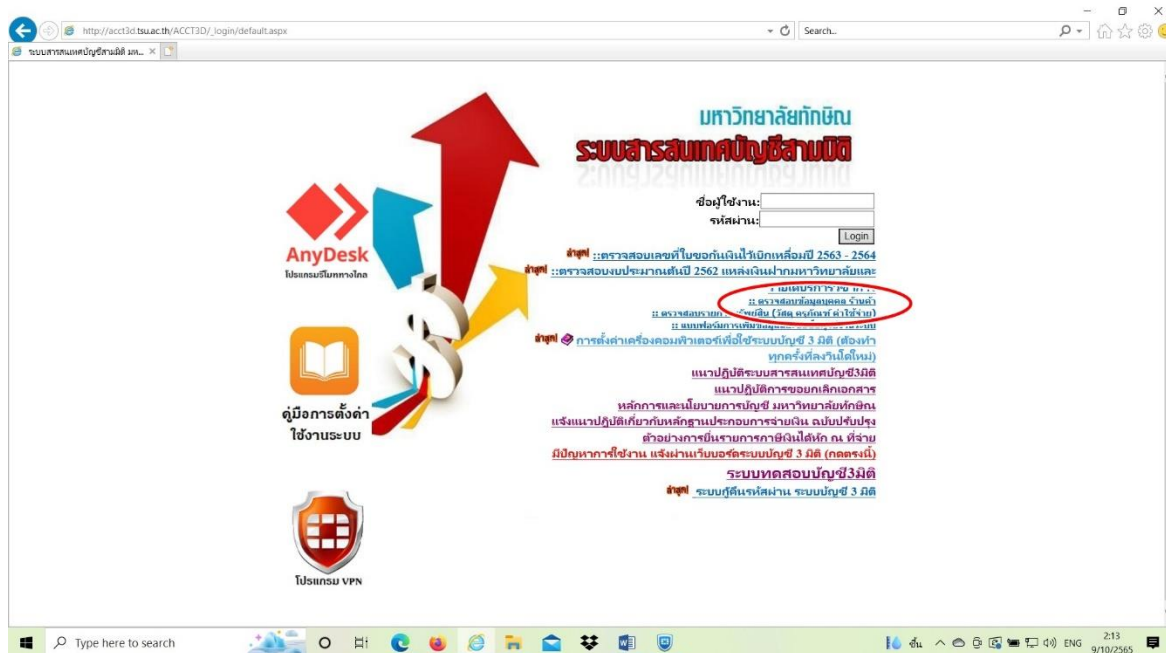 http://acct3d.tsu.ac.th/ACCT3D/_login/default.aspx
Search...
ระบบสารสนเทศบัญชีสามมิติ มห...
มหาวิทยาลัยทักษิณ
ระบบสารสนเทศบัญชีสามมิติ
ชื่อผู้ใช้งาน:
รหัสผ่าน:
Login
AnyDesk
โปรแกรมรีโมททางไกล
ล่าสุด! ::ตรวจสอบเลขที่ใบขอกันเงินไว้เบิกเหลื่อมปี 2563 - 2564
ล่าสุด! ::ตรวจสอบงบประมาณต้นปี 2562 แหล่งเงินฝากมหาวิทยาลัยและ
:: ตรวจสอบข้อมูลบุคคล ร้านค้า
:: ตรวจสอบราย ทรัพย์สิน (วัสดุ ครุภัณฑ์ ค่าใช้จ่าย)
:: แบบฟอร์มการเพิ่มข้อมูล
ล่าสุด! การตั้งค่าเครื่องคอมพิวเตอร์เพื่อใช้ระบบบัญชี 3 มิติ (ต้องทำ
ทุกครั้งที่ลงวินโดว์ใหม่)
แนวปฏิบัติระบบสารสนเทศบัญชี3มิติ
แนวปฏิบัติการขอยกเลิกเอกสาร
หลักการและนโยบายการบัญชี มหาวิทยาลัยทักษิณ
แจ้งแนวปฏิบัติเกี่ยวกับหลักฐานประกอบการจ่ายเงิน ฉบับปรับปรุง
ตัวอย่างการยื่นรายการภาษีเงินได้หัก ณ ที่จ่าย
มีปัญหาการใช้งาน แจ้งผ่านเว็บบอร์ดระบบบัญชี 3 มิติ (กดตรงนี้)
ระบบทดสอบบัญชี3มิติ
ล่าสุด! ระบบกู้คืนรหัสผ่าน ระบบบัญชี 3 มิติ
คู่มือการตั้งค่า
ใช้งานระบบ
โปรแกรม VPN
Type here to search
ชื้น
ENG
2:13
9/10/2565